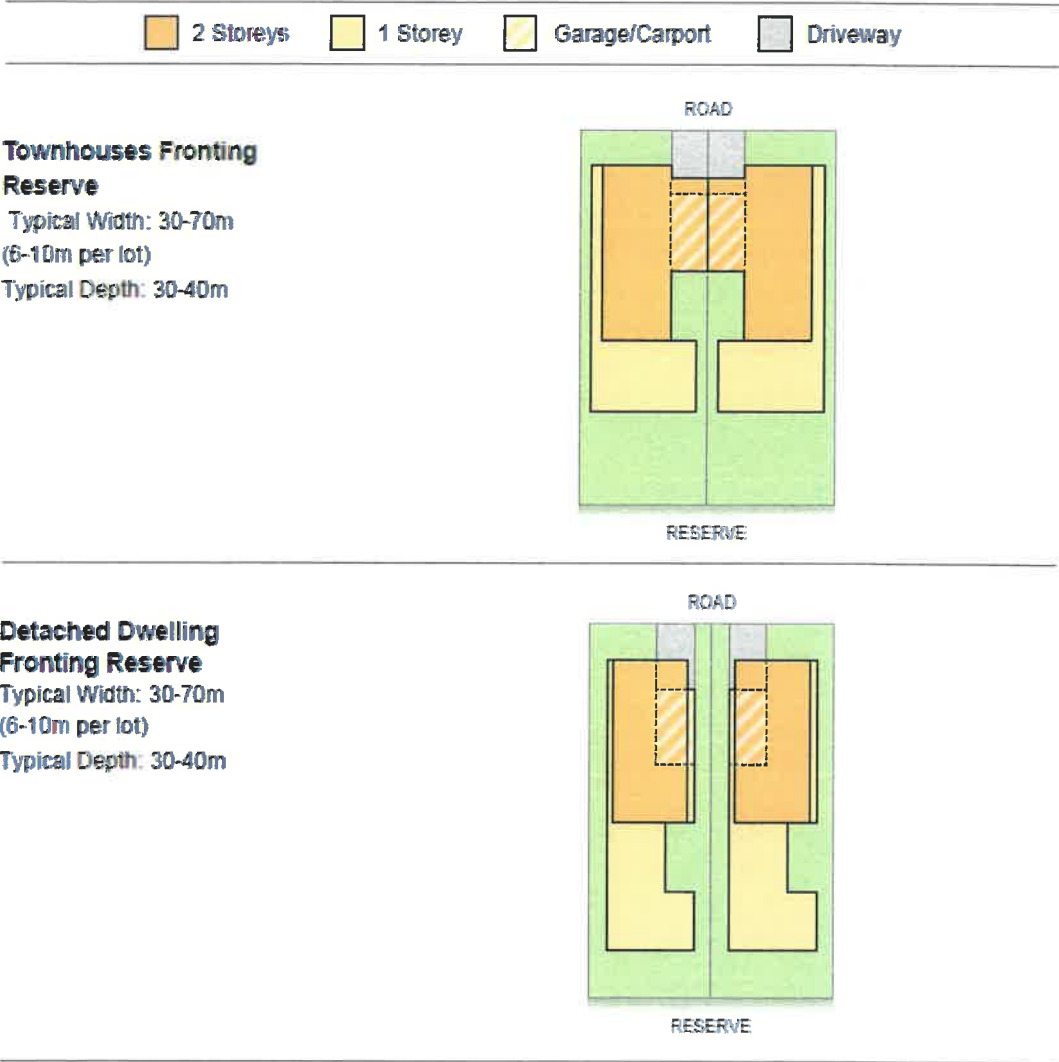 2 Storeys 1 Storey Garage/Carport Driveway
Townhouses Fronting
Reserve
Typical Width: 30-70m
(6-10m per lot)
Typical Depth: 30-40m
ROAD
RESERVE
Detached Dwelling
Fronting Reserve
Typical Width: 30-70m
(6-10m per lot)
Typical Depth: 30-40m
ROAD
RESERVE